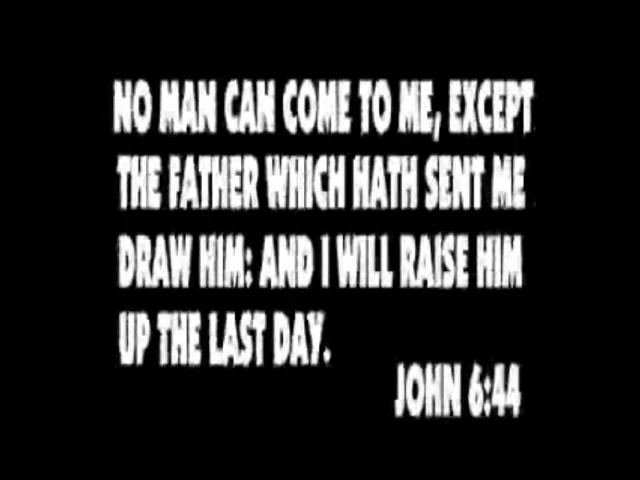 NO MAN CAN COME TO ME, EXCEPT
THE FATHER WHICH HATH SENT ME
DRAW HIM: AND I WILL RAISE HIM
UP THE LAST DAY.
JOHN 6:44